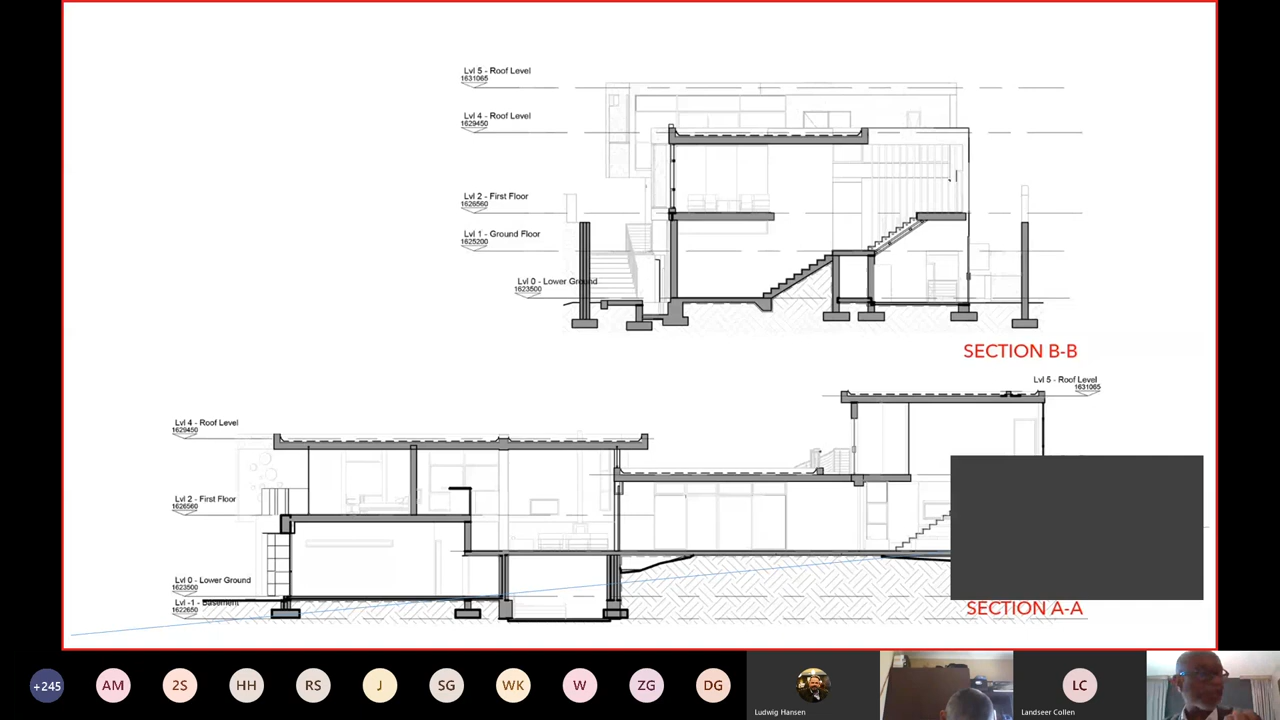 Lvl 5 - Roof Level
1631065
Lvl 4 - Roof Level
1629450
Lvl 2 - First Floor
1626560
Lvl 1 - Ground Floor
1625200
Lvl 0 - Lower Ground
1623500
SECTION B-B
Lvl 5 - Roof Level
1631065
Lvl 4 - Roof Level
1629450
Lvl 2 - First Floor
1626560
Lvl 0 - Lower Ground
1623500
Lvl -1 - Basement
1622650
SECTION A-A
+245
AM
2S
HH
RS
J
SG
WK
W
ZG
DG
LC
Ludwig Hansen
Landseer Collen